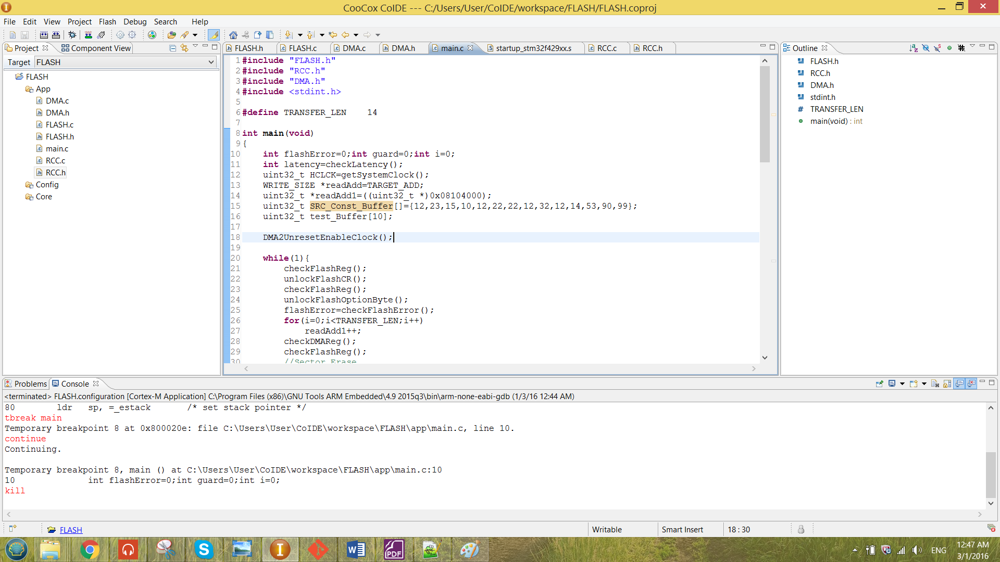 CooCox CoIDE --- C:/Users/User/CoIDE/workspace/FLASH/FLASH.coproj
File Edit View Project Flash Debug Search Help
Project Component View
Target FLASH
FLASH
App
DMA.c
DMA.h
FLASH.c
FLASH.h
main.c
RCC.c
RCC.h
Config
Core
FLASH.h FLASH.c DMA.c DMA.h main.c startup_stm32f429xx.s RCC.c RCC.h
1 #include "FLASH.h"
2 #include "RCC.h"
3 #include "DMA.h"
4 #include <stdint.h>
5
6 #define TRANSFER_LEN    14
7
8 int main(void)
9 {
10     int flashError=0;int guard=0;int i=0;
11     int latency=checkLatency();
12     uint32_t HCLCK=getSystemClock();
13     WRITE_SIZE *readAdd=TARGET_ADD;
14     uint32_t *readAdd1=((uint32_t *)0x08104000);
15     uint32_t SRC_Const_Buffer[]={12,23,15,10,12,22,22,12,32,12,14,53,90,99};
16     uint32_t test_Buffer[10];
17
18     DMA2UnresetEnableClock();
19
20     while(1){
21         checkFlashReg();
22         unlockFlashCR();
23         checkFlashReg();
24         unlockFlashOptionByte();
25         flashError=checkFlashError();
26         for(i=0;i<TRANSFER_LEN;i++)
27             readAdd1++;
28         checkDMAReg();
29         checkFlashReg();
30         //Sector Erase
Outline
FLASH.h
RCC.h
DMA.h
stdint.h
# TRANSFER_LEN
main(void) : int
Problems Console
<terminated> FLASH.configuration [Cortex-M Application] C:\Program Files (x86)\GNU Tools ARM Embedded\4.9 2015q3\bin\arm-none-eabi-gdb (1/3/16 12:44 AM)
80        ldr   sp, =_estack       /* set stack pointer */
tbreak main
Temporary breakpoint 8 at 0x800020e: file C:\Users\User\CoIDE\workspace\FLASH\app\main.c, line 10.
continue
Continuing.
Temporary breakpoint 8, main () at C:\Users\User\CoIDE\workspace\FLASH\app\main.c:10
10              int flashError=0;int guard=0;int i=0;
kill
FLASH
Writable Smart Insert 18 : 30
ENG
12:47 AM
3/1/2016